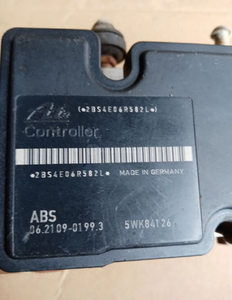 (*2BS4E06R582L*)
Ate
Controller
*2BS4E06R582L* MADE IN GERMANY
ABS
06.2109-0199.3 5WK84126